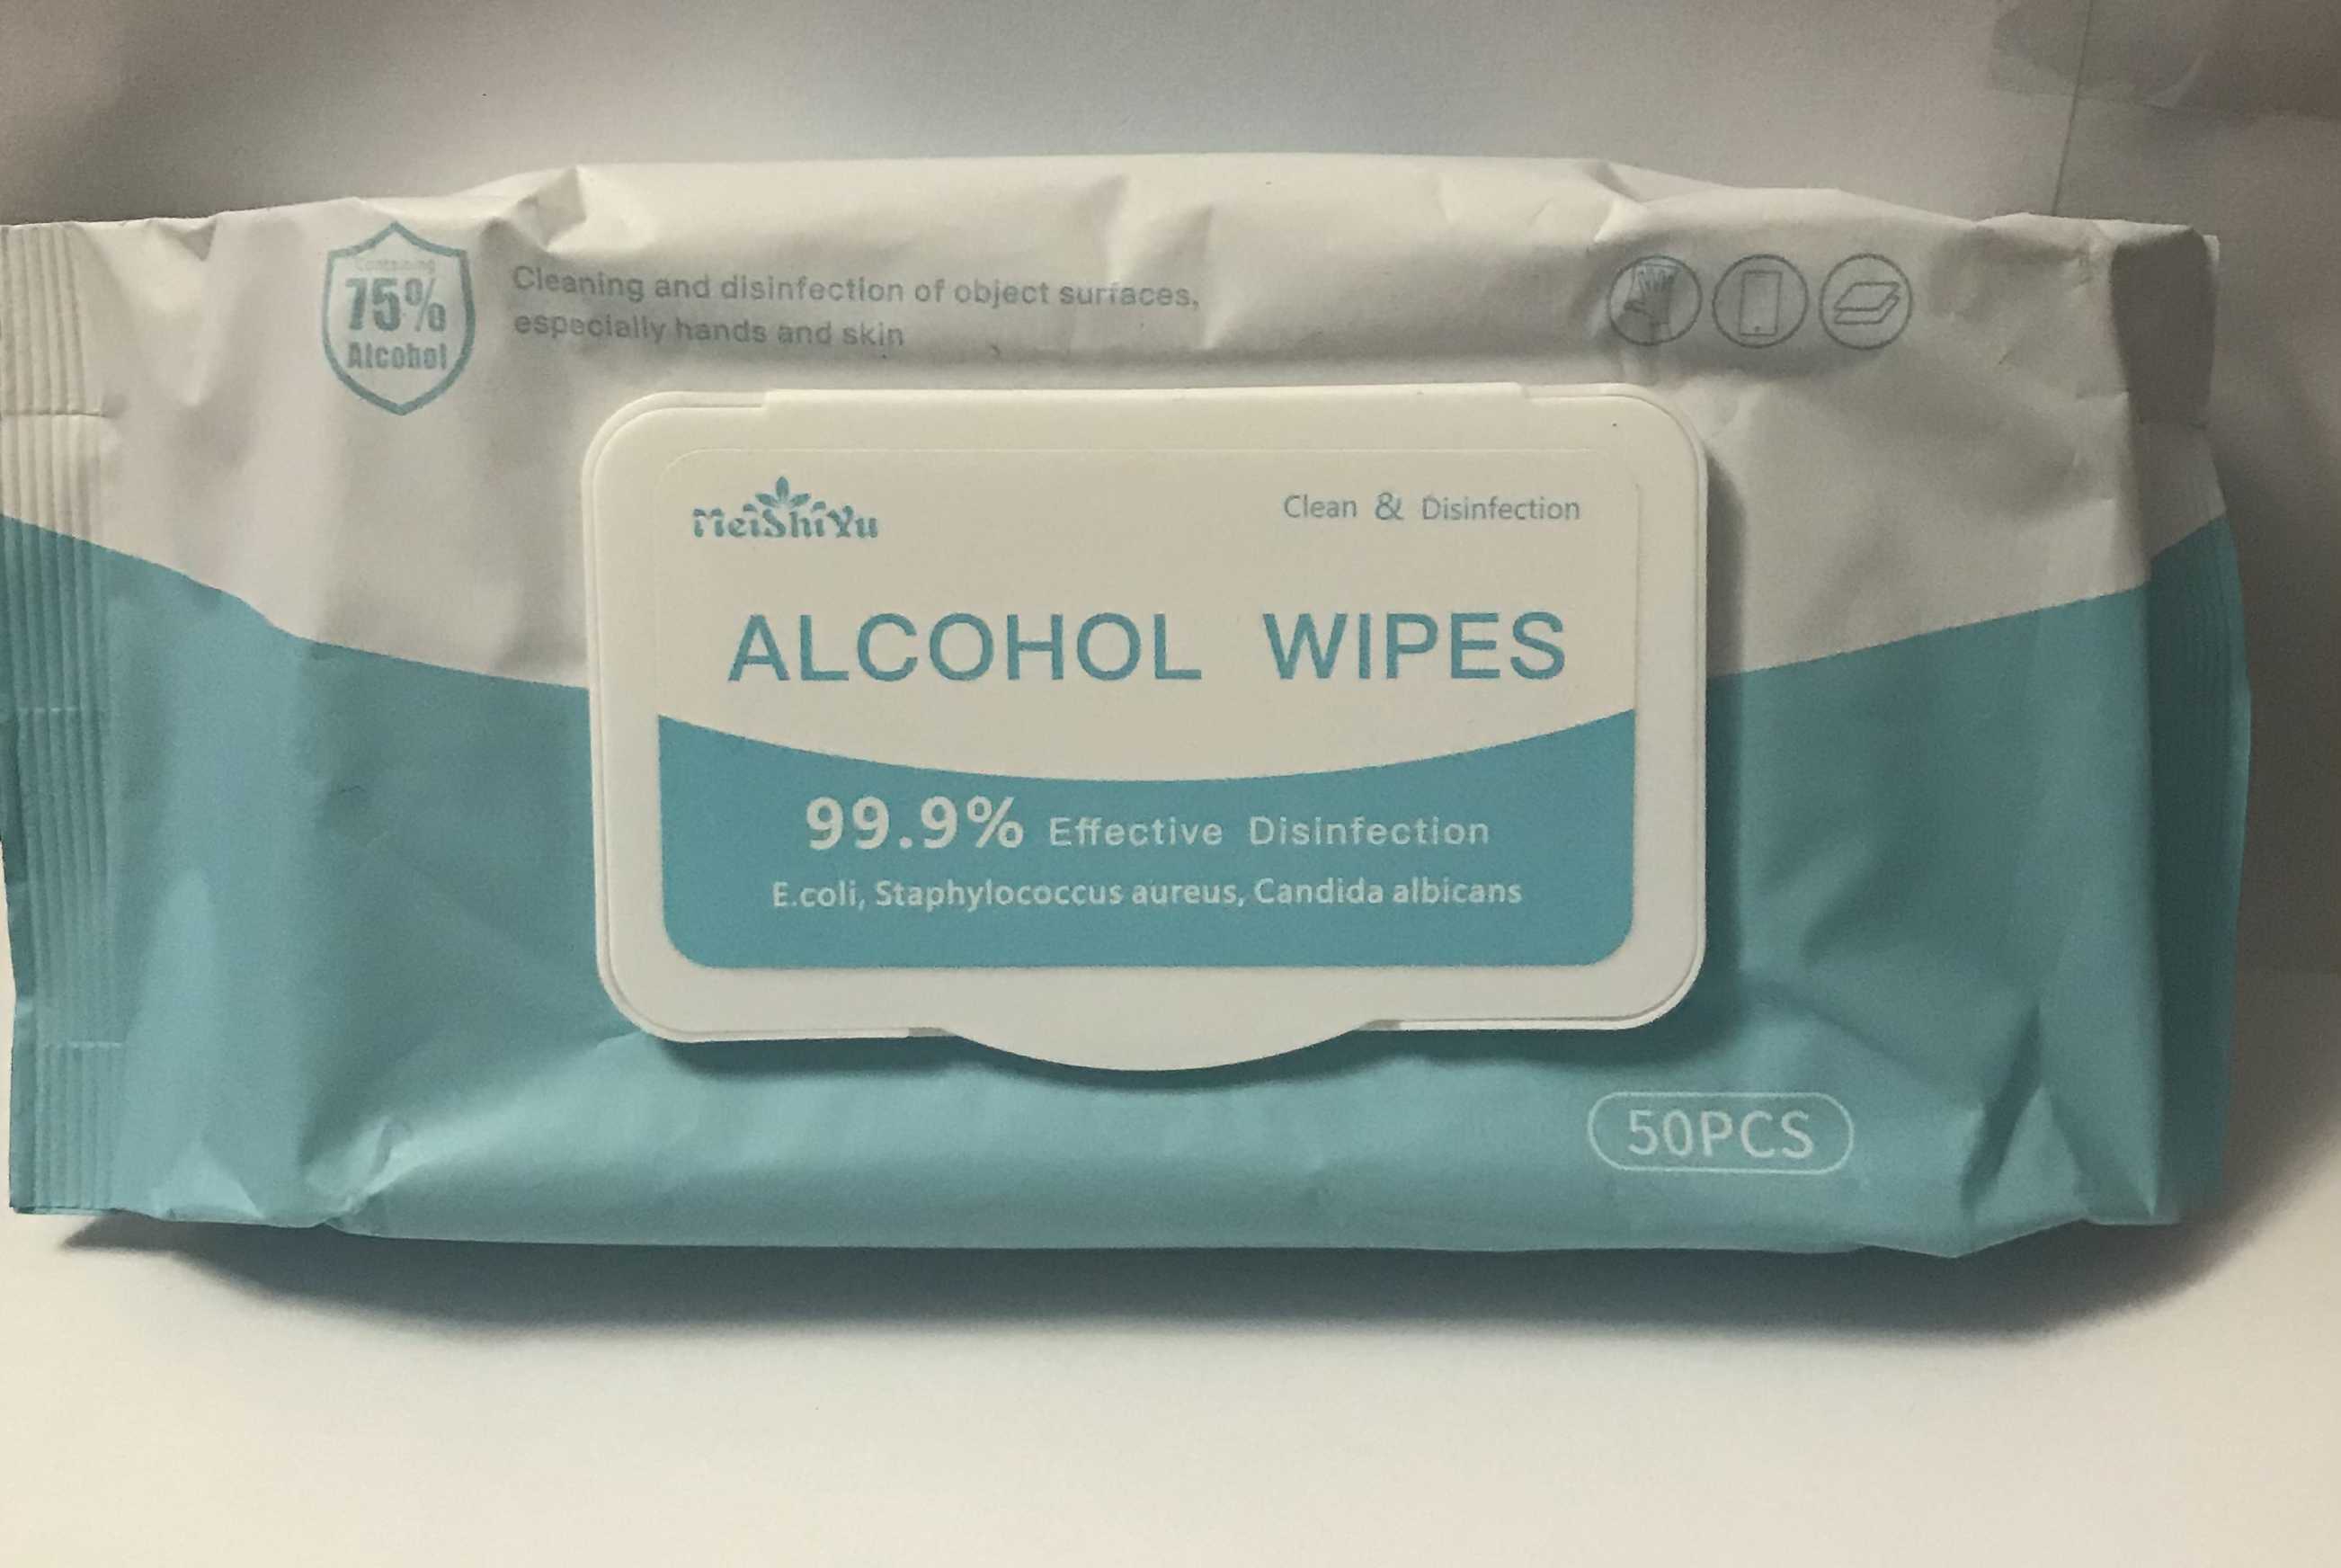 Containing
75%
Alcohol
Cleaning and disinfection of object surfaces,
especially hands and skin
MeiShiYu
Clean & Disinfection
ALCOHOL WIPES
99.9% Effective Disinfection
E.coli, Staphylococcus aureus, Candida albicans
50PCS